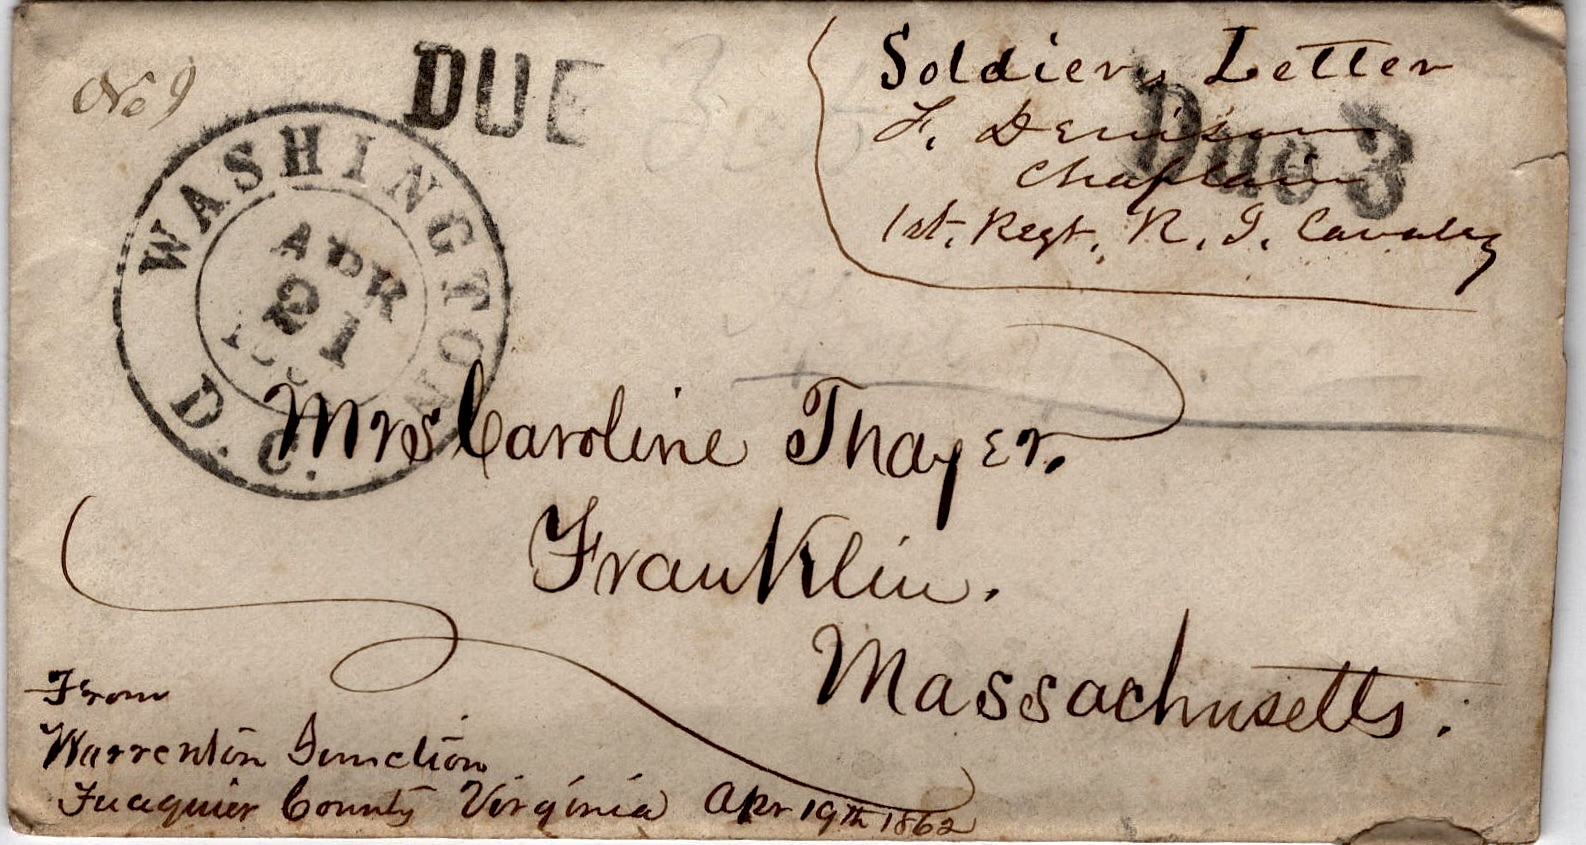 No 9
DUE
Soldiers Letter
F. Denison
Chaplain
Due 3
1st. Regt. R. I. Cavalry
WASHINGTON
APR
21
D. C.
Mrs Caroline Thayer.
Franklin.
Massachusetts.
From
Warrenton Junction
Fuaquier County Virginia Apr 19th 1862